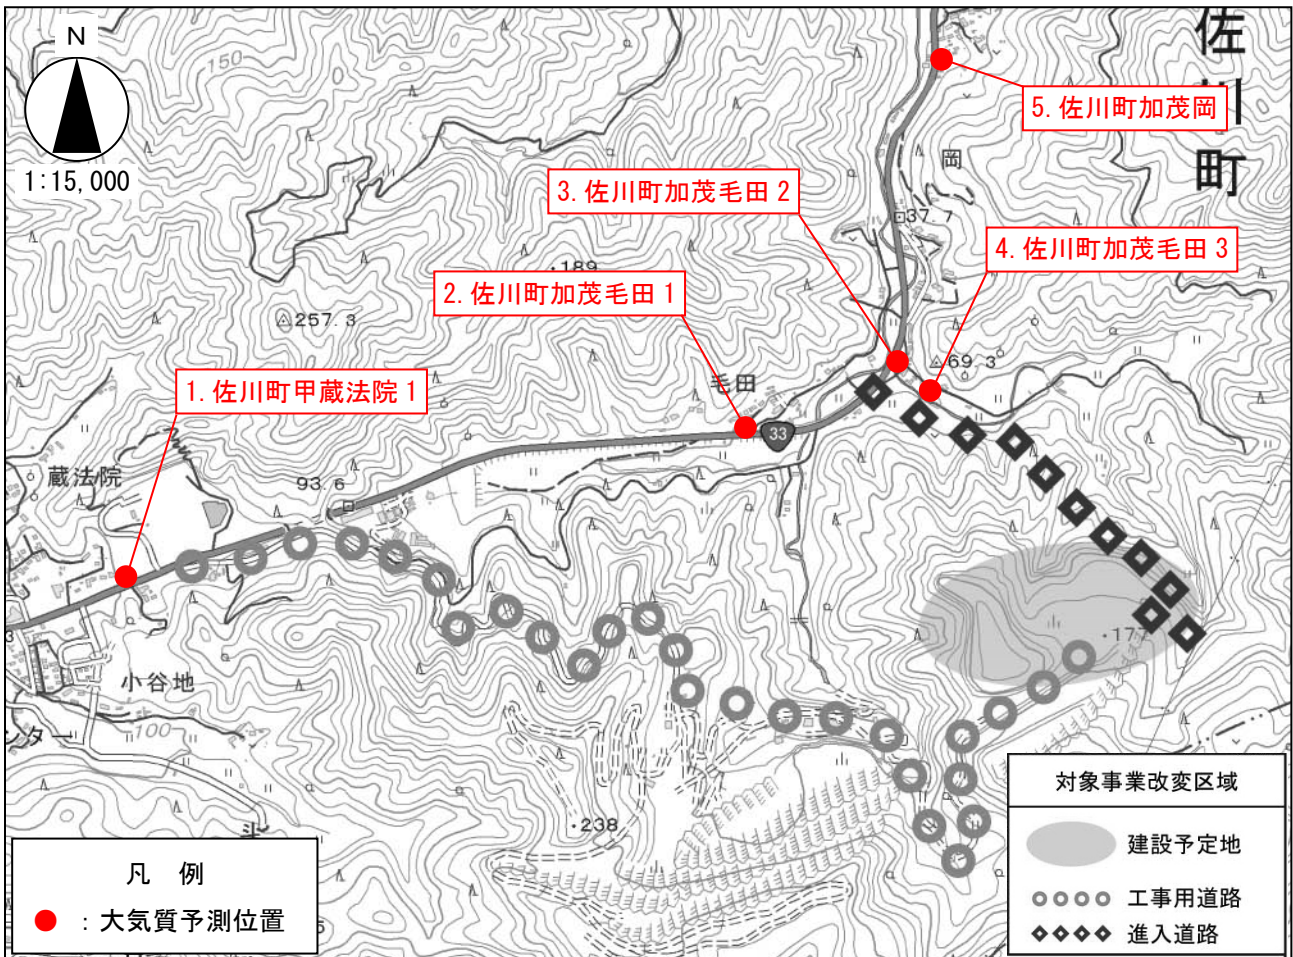 N
1:15,000
150
佐川町
5. 佐川町加茂岡
岡
3. 佐川町加茂毛田 2
37.7
4. 佐川町加茂毛田 3
189
2. 佐川町加茂毛田 1
257.3
69.3
1. 佐川町甲蔵法院 1
毛田
33
蔵法院
93.6
177
小谷地
100
ンター
238
対象事業改変区域
建設予定地
工事用道路
進入道路
凡 例
：大気質予測位置